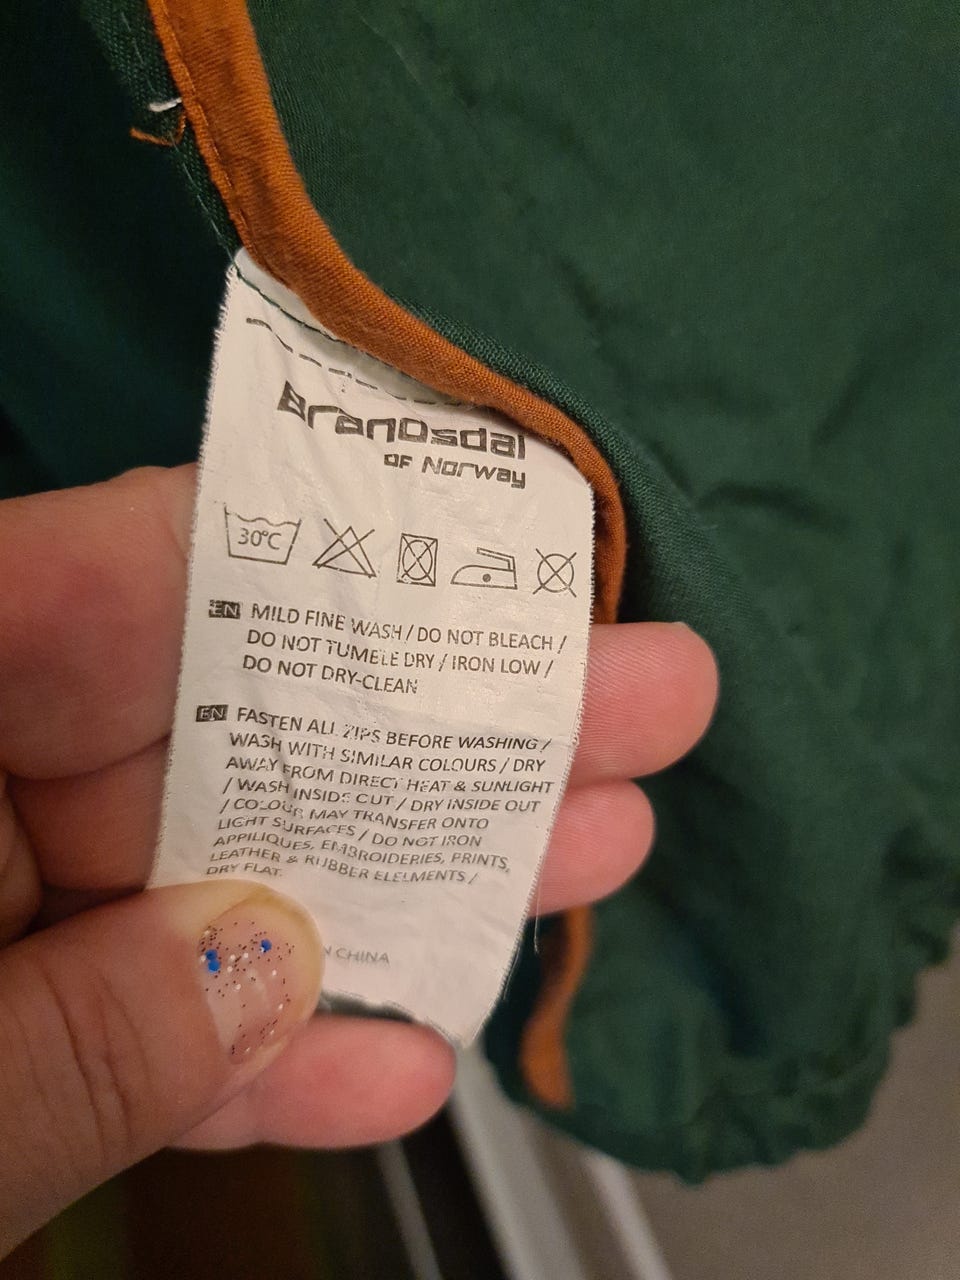 Brandsdal
OF Norway
30°C
EN MILD FINE WASH / DO NOT BLEACH /
DO NOT TUMBLE DRY / IRON LOW /
DO NOT DRY-CLEAN
EN FASTEN ALL ZIPS BEFORE WASHING /
WASH WITH SIMILAR COLOURS / DRY
AWAY FROM DIRECT HEAT & SUNLIGHT
/ WASH INSIDE OUT / DRY INSIDE OUT
/ COLOUR MAY TRANSFER ONTO
LIGHT SURFACES / DO NOT IRON
APPILIQUES, EMBROIDERIES, PRINTS,
LEATHER & RUBBER ELELMENTS /
DRY FLAT.
CHINA